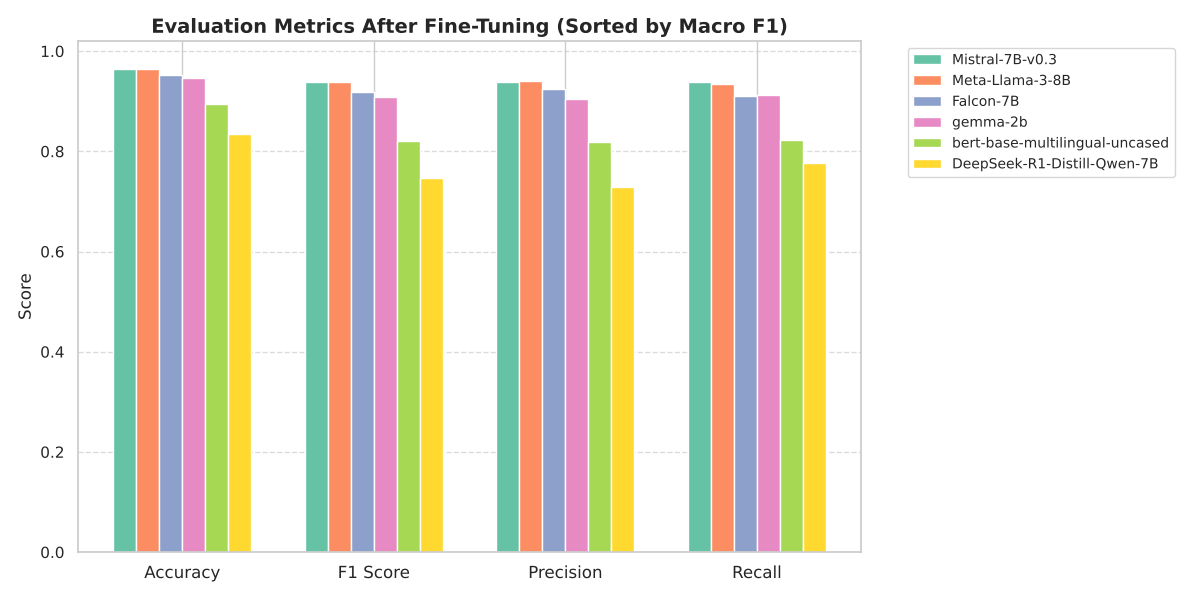 Evaluation Metrics After Fine-Tuning (Sorted by Macro F1)
1.0
0.8
0.6
0.4
0.2
0.0
Score
Accuracy
F1 Score
Precision
Recall
Mistral-7B-v0.3
Meta-Llama-3-8B
Falcon-7B
gemma-2b
bert-base-multilingual-uncased
DeepSeek-R1-Distill-Qwen-7B